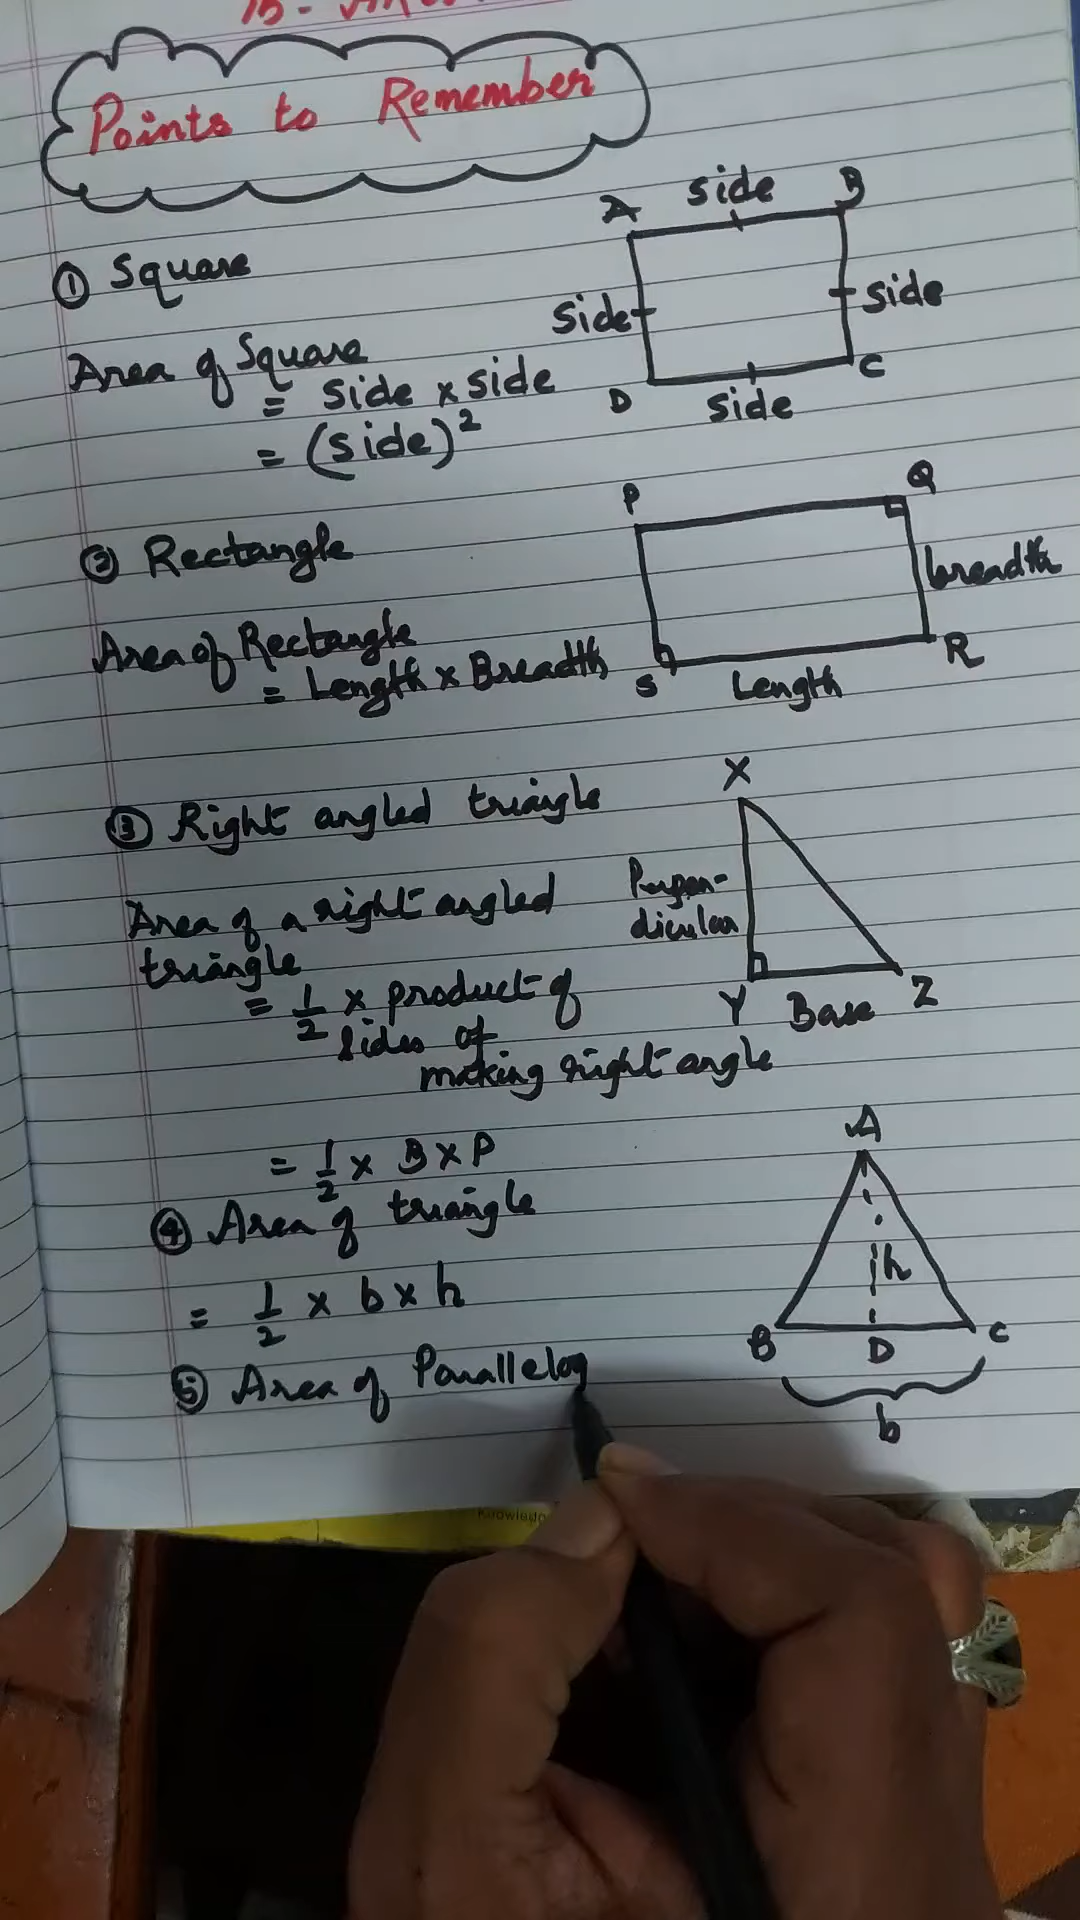 Points to Remember
A side B
① Square
side side
Area of Square
= side × side
= (side)²
D side C
P Q
② Rectangle
breadth
Area of Rectangle
= Length × Breadth
S Length R
X
③ Right angled triangle
Area of a right angled
triangle
Perpen-
dicular
= 1/2 × product of
sides of
making right angle
Y Base Z
= 1/2 × B × P
A
④ Area of triangle
= 1/2 × b × h
h
B D C
b
⑤ Area of Parallelog